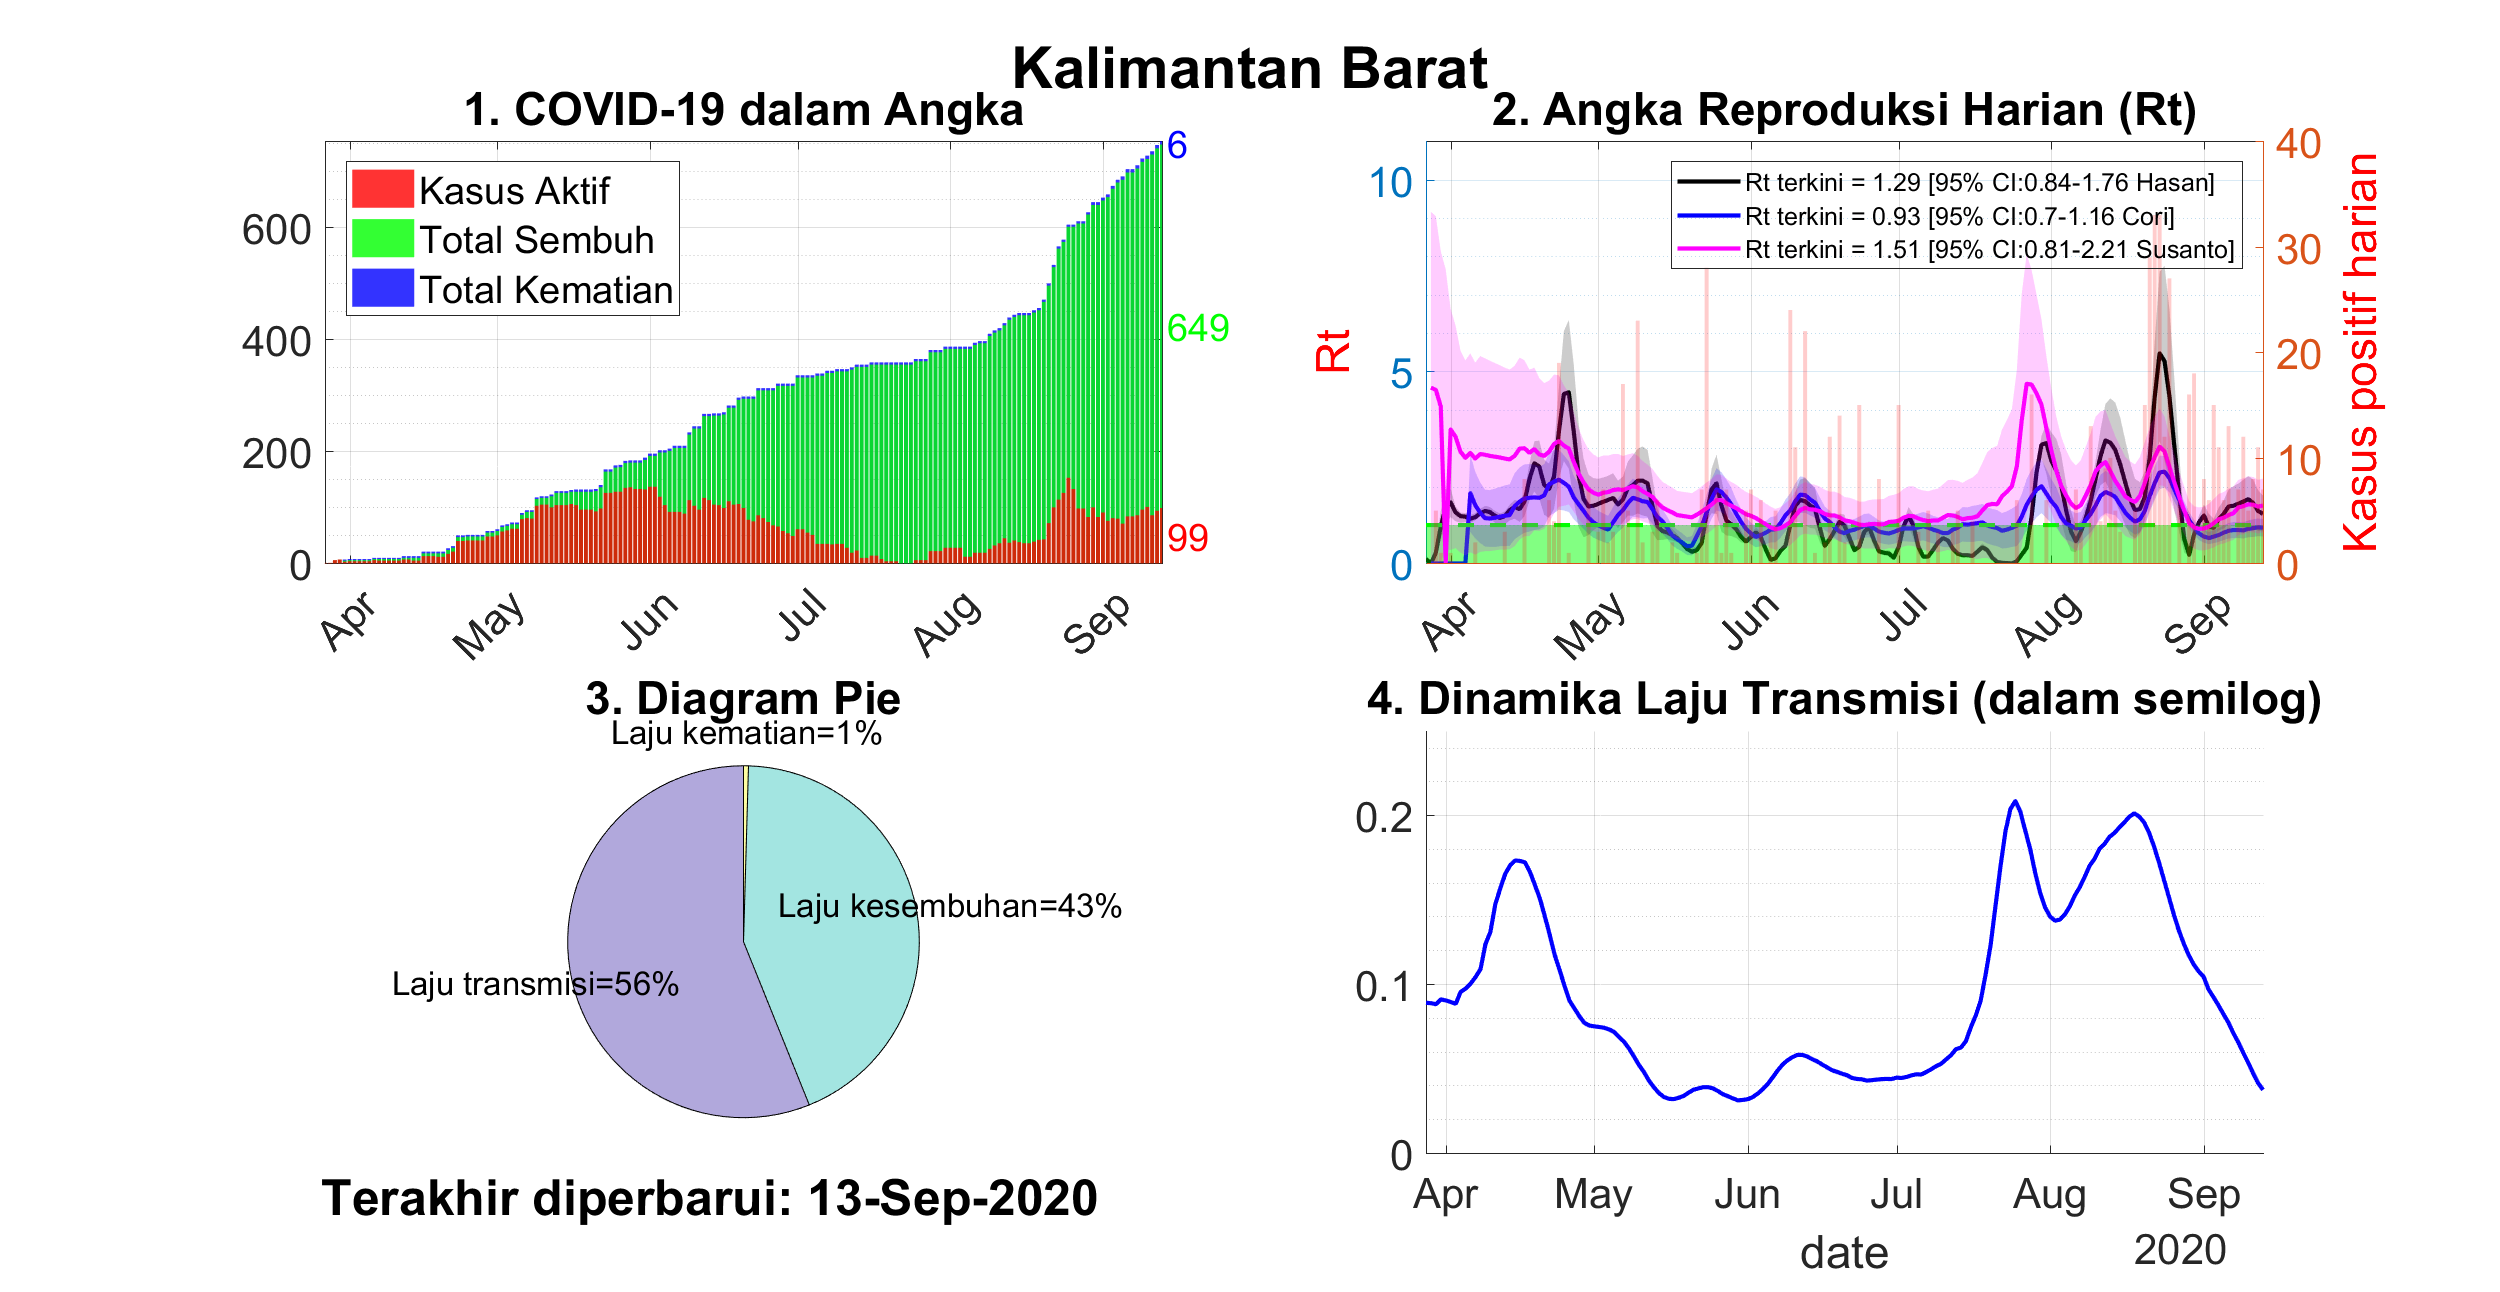 Kalimantan Barat
1. COVID-19 dalam Angka
6
649
99
600
400
200
0
Kasus Aktif
Total Sembuh
Total Kematian
Apr May Jun Jul Aug Sep
2. Angka Reproduksi Harian (Rt)
Rt
10
5
0
Rt terkini = 1.29 [95% CI:0.84-1.76 Hasan]
Rt terkini = 0.93 [95% CI:0.7-1.16 Cori]
Rt terkini = 1.51 [95% CI:0.81-2.21 Susanto]
40
30
20
10
0
Kasus positif harian
Apr May Jun Jul Aug Sep
3. Diagram Pie
Laju kematian=1%
Laju kesembuhan=43%
Laju transmisi=56%
4. Dinamika Laju Transmisi (dalam semilog)
0.2
0.1
0
Apr May Jun Jul Aug Sep
date
2020
Terakhir diperbarui: 13-Sep-2020